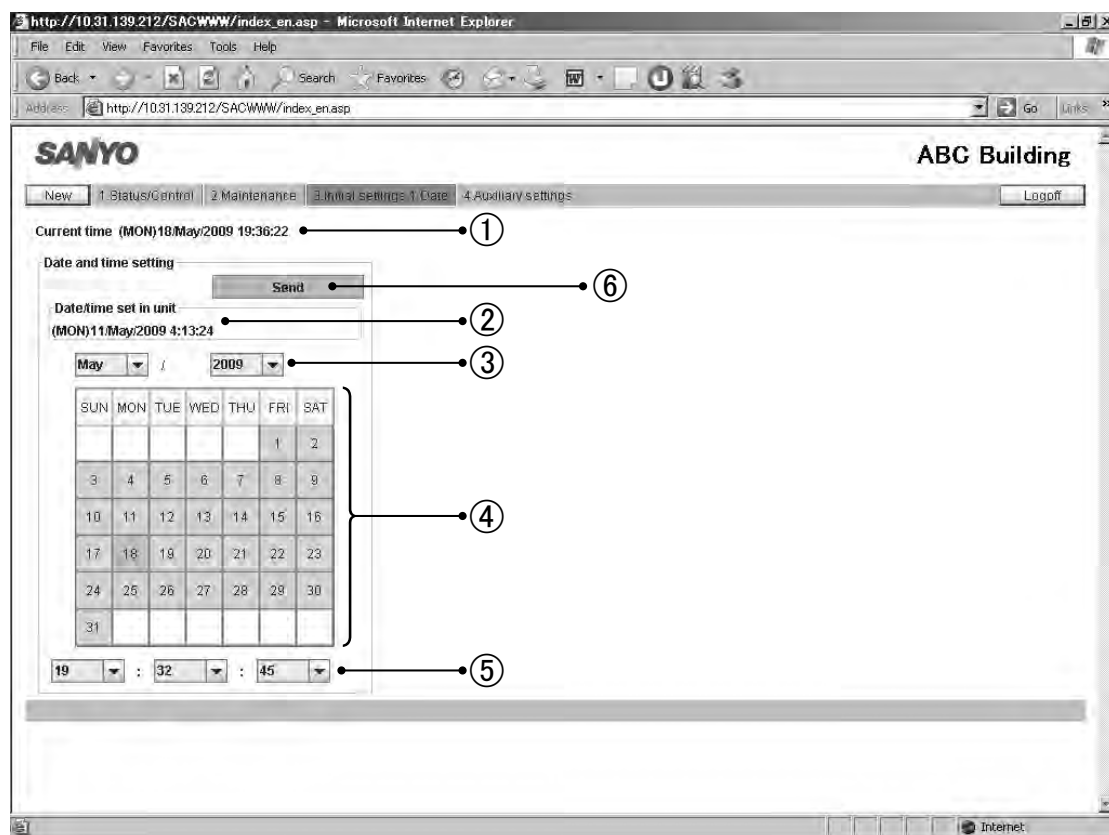 http://10.31.139.212/SACWWW/index_en.asp - Microsoft Internet Explorer
File Edit View Favorites Tools Help
Back Search Favorites
Address http://10.31.139.212/SACWWW/index_en.asp Go Links »
SANYO ABC Building
New 1.Status/Control 2.Maintenance 3.Initial settings 1.Date 4.Auxiliary settings Logoff
Current time (MON)18/May/2009 19:36:22 ①
Date and time setting
Send ⑥
Date/time set in unit
(MON)11/May/2009 4:13:24 ②
May / 2009 ③
SUN MON TUE WED THU FRI SAT
1 2
3 4 5 6 7 8 9
10 11 12 13 14 15 16
④
17 18 19 20 21 22 23
24 25 26 27 28 29 30
31
19 : 32 : 45 ⑤
Internet